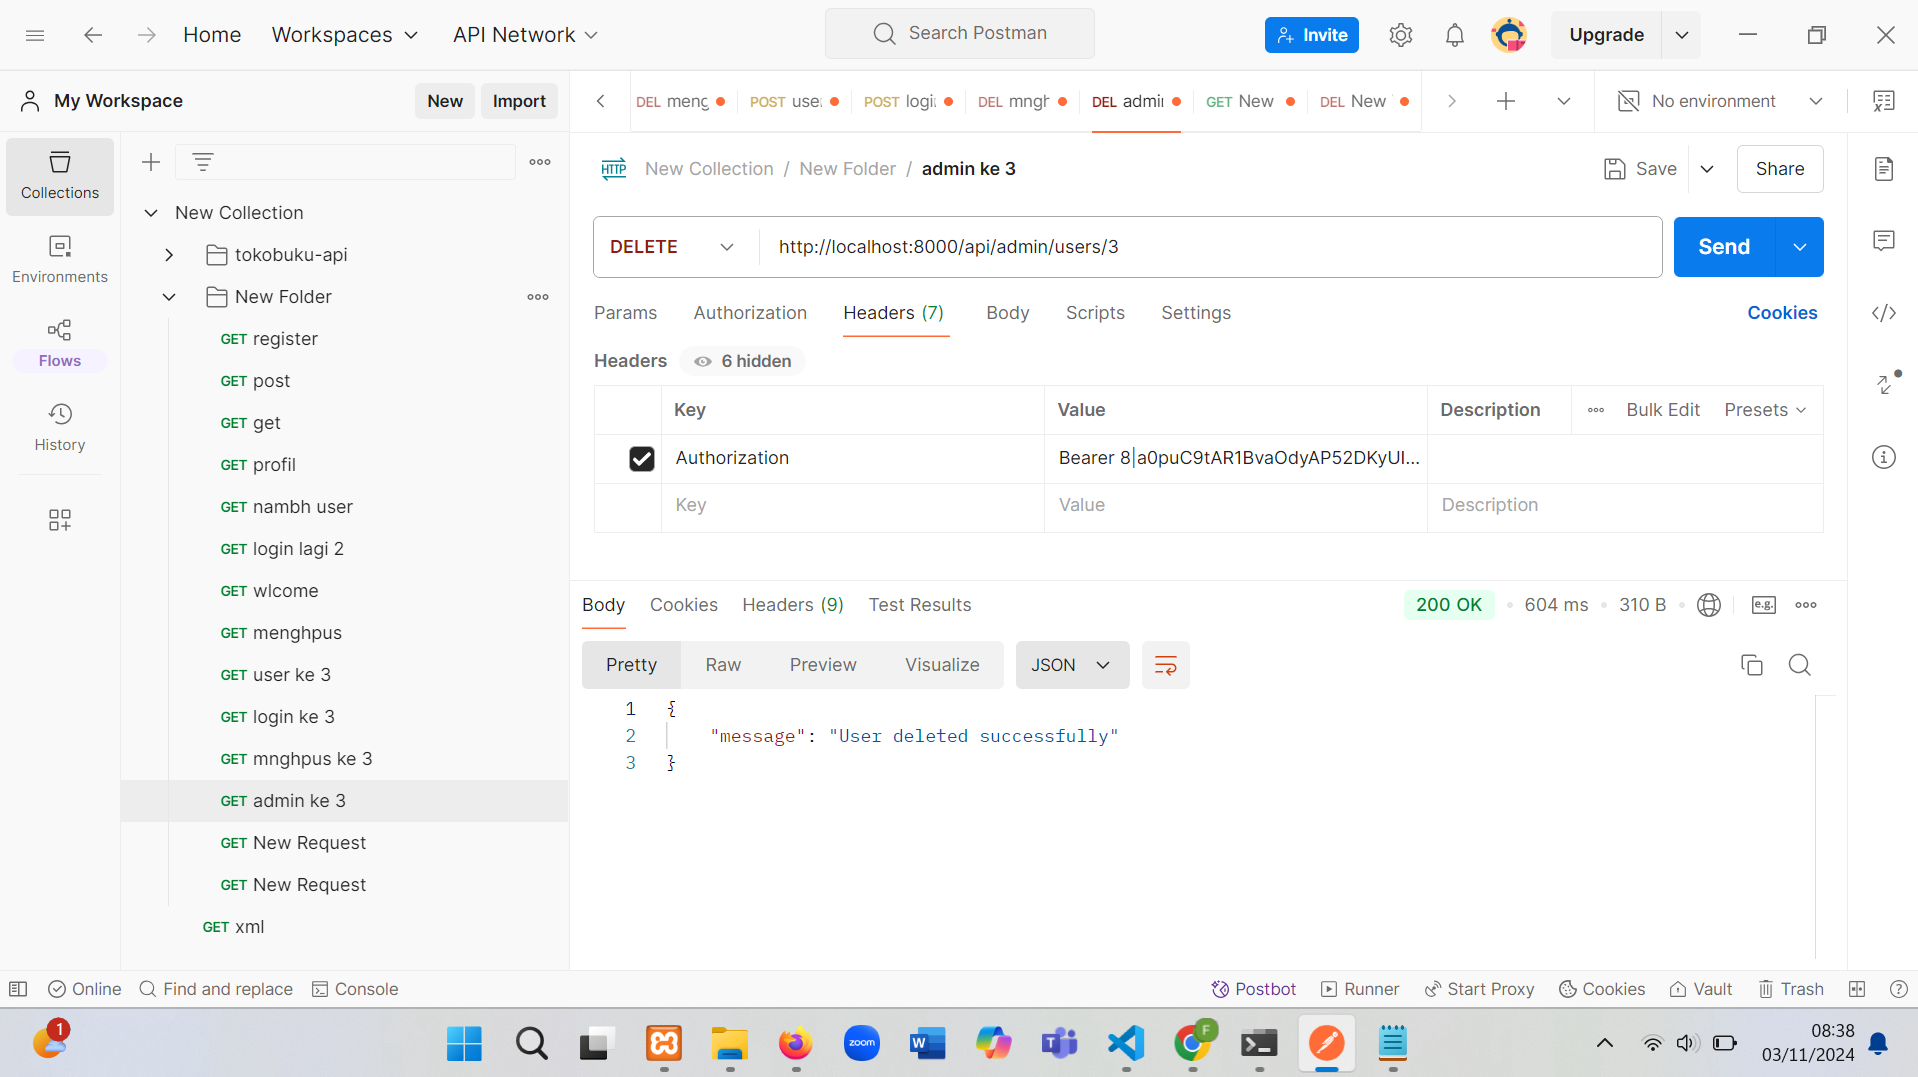 Home Workspaces API Network Search Postman Invite Upgrade
My Workspace New Import
DEL meng POST use DEL mngh POST logi DEL admin GET New DEL New No environment
Collections
Environments
Flows
History
New Collection
tokobuku-api
New Folder
GET register
GET post
GET get
GET profil
GET nambh user
GET login lagi 2
GET wlcome
GET menghpus
GET user ke 3
GET login ke 3
GET mnghpus ke 3
GET admin ke 3
GET New Request
GET New Request
GET xml
HTTP New Collection / New Folder / admin ke 3 Save Share
DELETE http://localhost:8000/api/admin/users/3 Send
Params Authorization Headers (7) Body Scripts Settings Cookies
Headers 6 hidden
Key Value Description Bulk Edit Presets
Authorization Bearer 8|a0puC9tAR1BvaOdyAP52DKyUI...
Key Value Description
Body Cookies Headers (9) Test Results 200 OK 604 ms 310 B e.g.
Pretty Raw Preview Visualize JSON
1 {
2 "message": "User deleted successfully"
3 }
Online Find and replace Console Postbot Runner Start Proxy Cookies Vault Trash
1 zoom W T F
08:38
03/11/2024